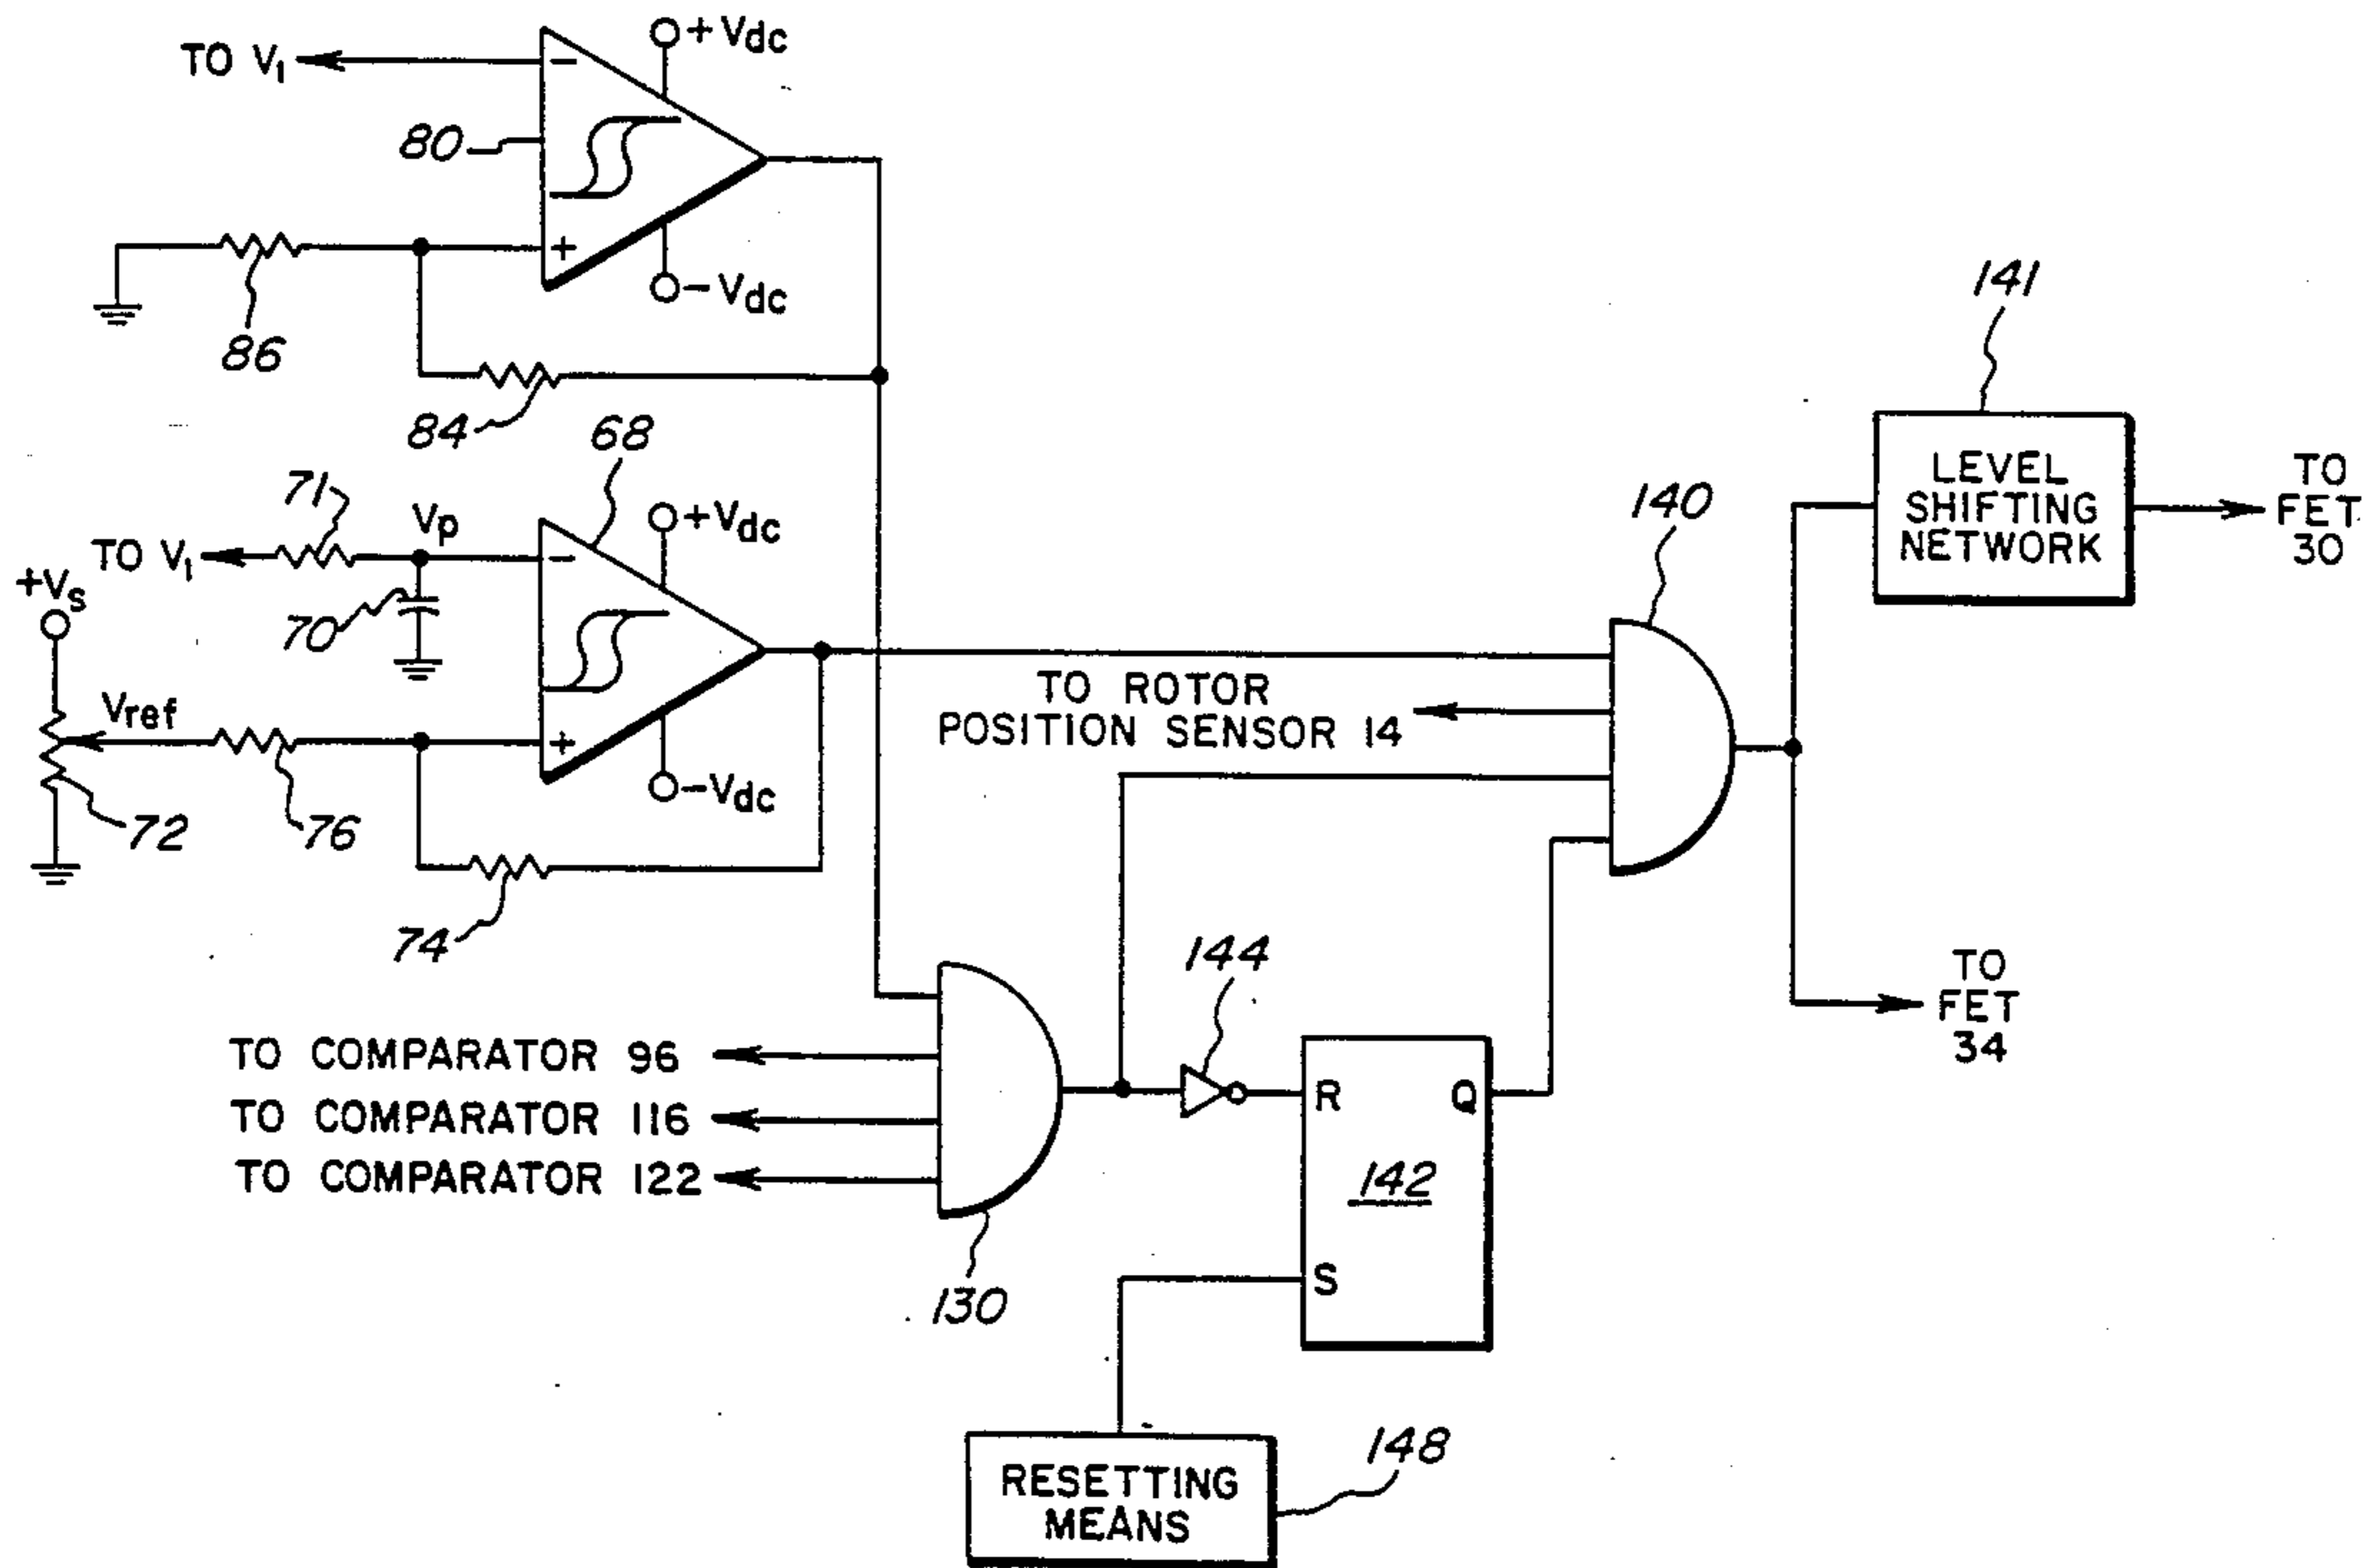 +Vdc
TO V1
−
80
+
−Vdc
86
84
68
141
LEVEL
SHIFTING
NETWORK
TO
FET
30
71
Vp
+Vdc
140
TO V1
−
+Vs
70
TO ROTOR
POSITION SENSOR 14
Vref
+
−Vdc
72
76
74
144
TO
FET
34
TO COMPARATOR 96
TO COMPARATOR 116
TO COMPARATOR 122
R
Q
142
S
130
148
RESETTING
MEANS